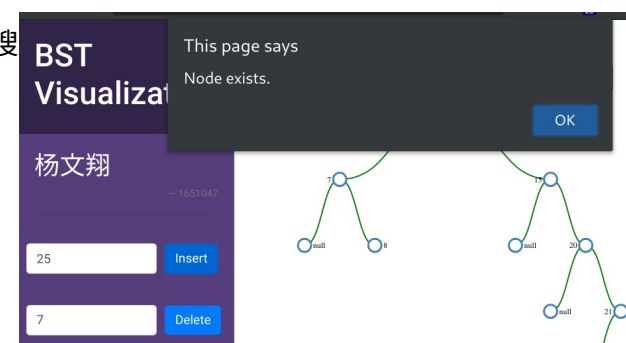 搜
BST
Visualizat
This page says
Node exists.
OK
杨文翔
– 1651047
25
Insert
7
Delete
7
15
null
8
null
20
null
21